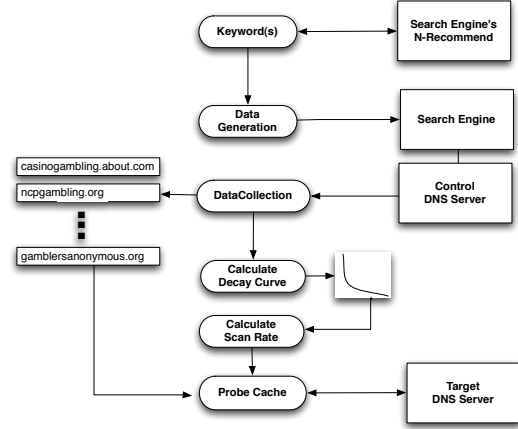 Keyword(s)
Search Engine's
N-Recommend
Data
Generation
Search Engine
casinogambling.about.com
ncpgambling.org
DataCollection
Control
DNS Server
gamblersanonymous.org
Calculate
Decay Curve
Calculate
Scan Rate
Probe Cache
Target
DNS Server